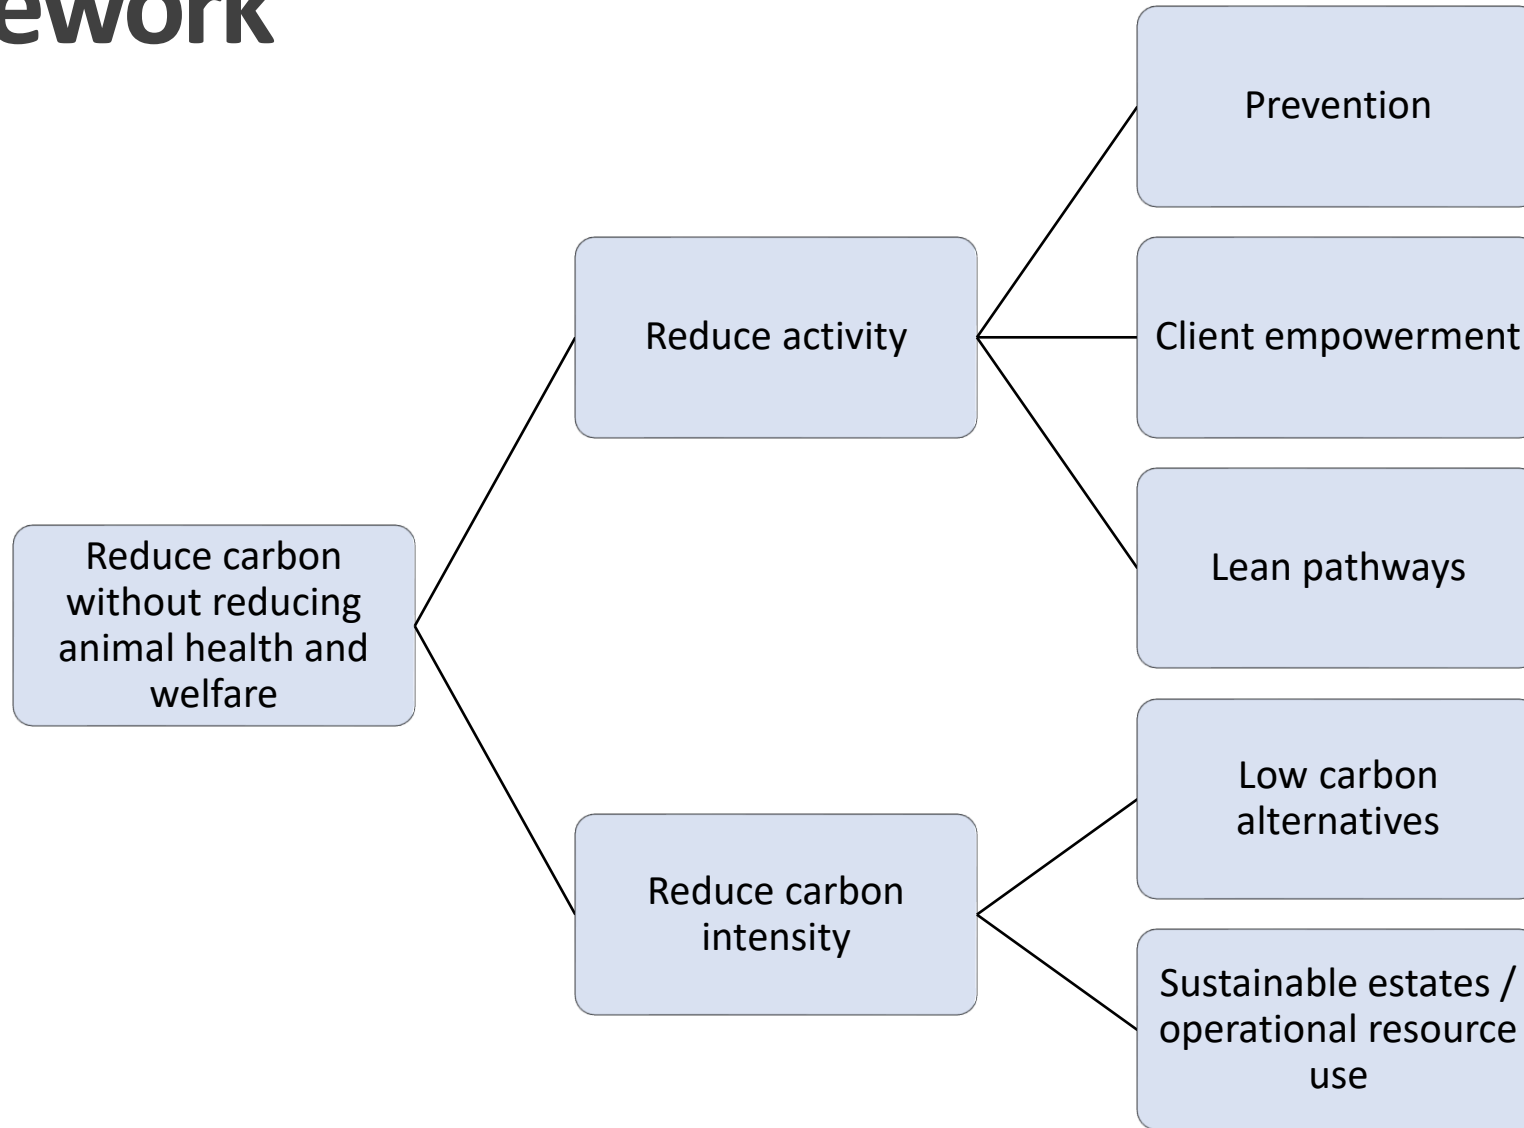 ework
Prevention
Reduce activity
Client empowerment
Lean pathways
Reduce carbon
without reducing
animal health and
welfare
Low carbon
alternatives
Reduce carbon
intensity
Sustainable estates /
operational resource
use